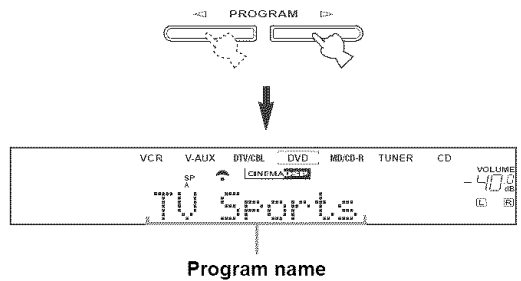 PROGRAM
VCR V-AUX DTV/CBL DVD MD/CD-R TUNER CD
VOLUME
SP
A
CINEMA DSP
-40.0 dB
L R
TV Sports
Program name